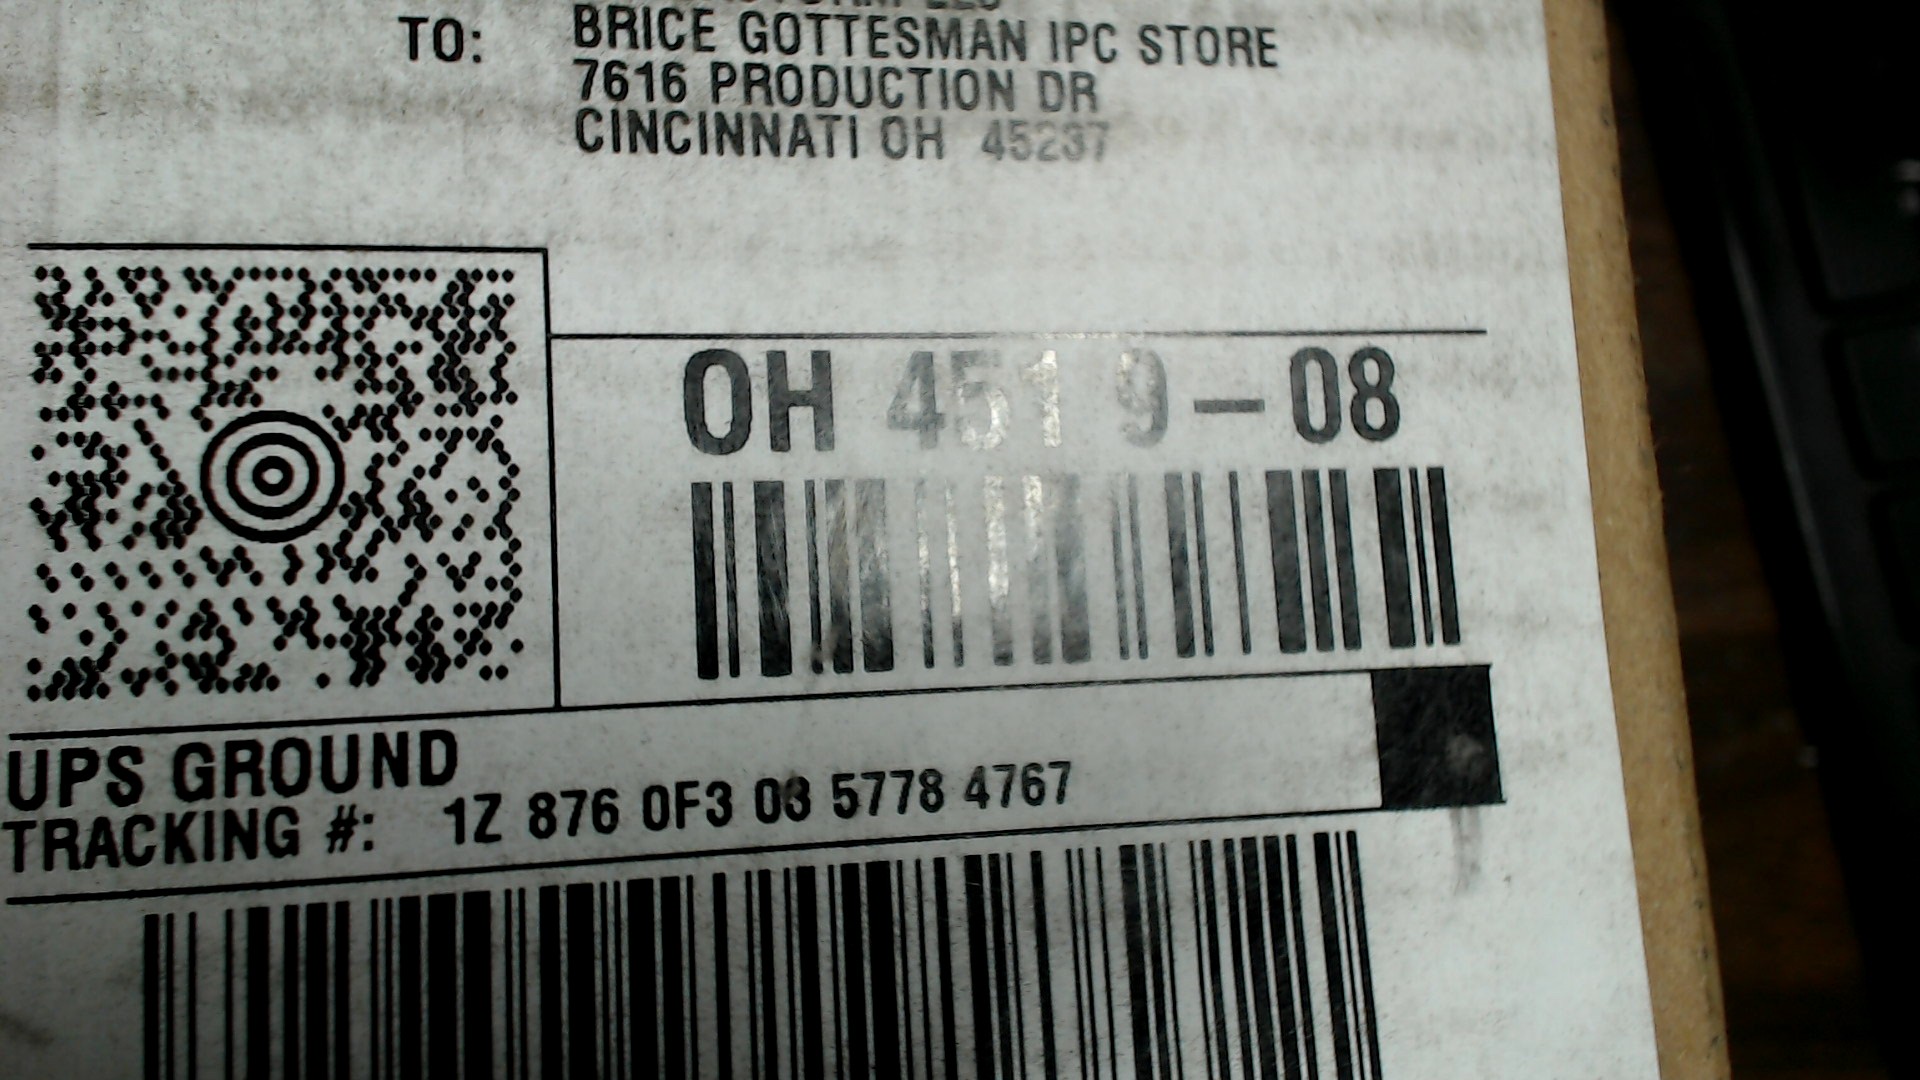 TO: BRICE GOTTESMAN IPC STORE
7616 PRODUCTION DR
CINCINNATI OH 45237
OH 451 9-08
UPS GROUND
TRACKING #: 1Z 876 0F3 03 5778 4767